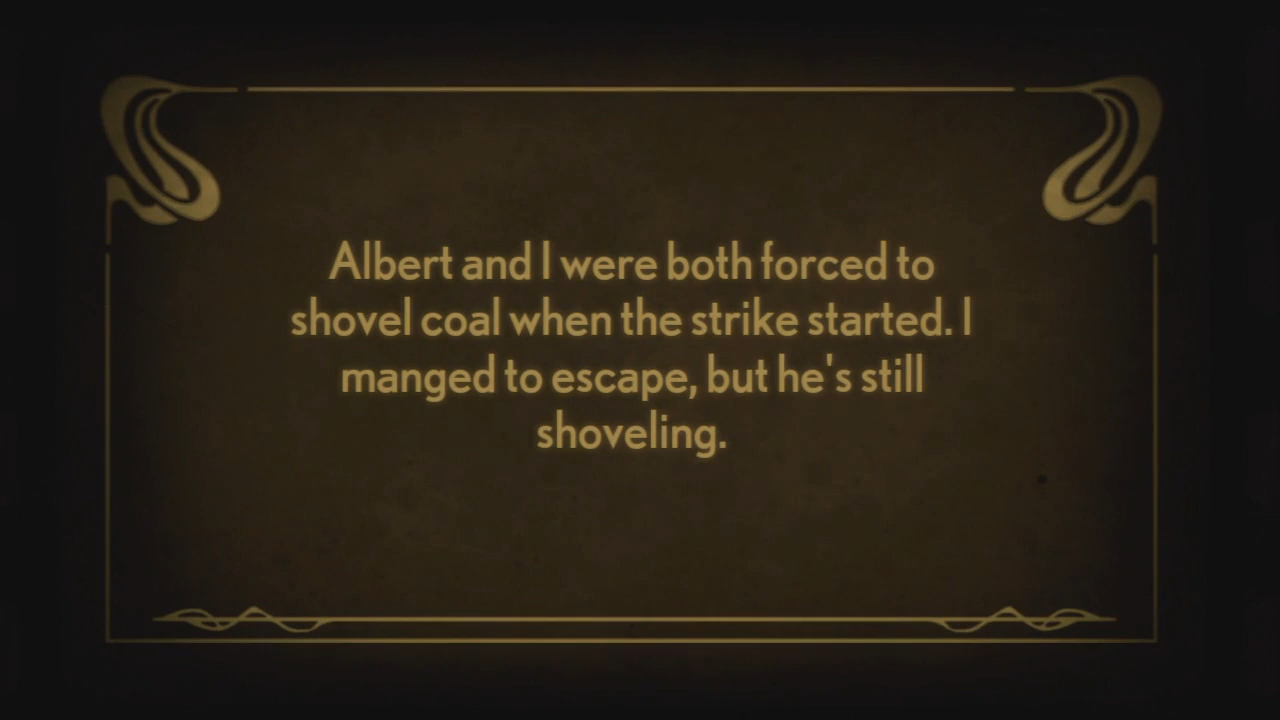 Albert and I were both forced to
shovel coal when the strike started. I
manged to escape, but he's still
shoveling.